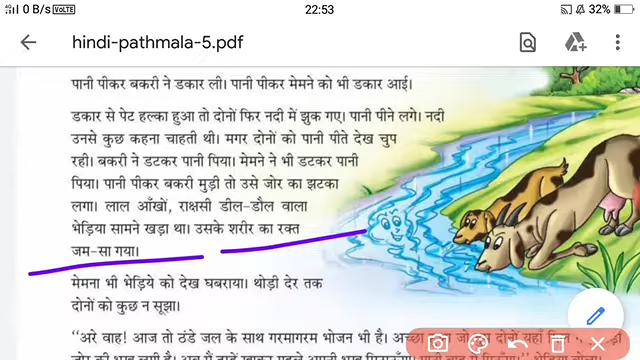 4G 0 B/s VOLTE 22:53 32%
hindi-pathmala-5.pdf
पानी पीकर बकरी ने डकार ली। पानी पीकर मेमने को भी डकार आई।
डकार से पेट हल्का हुआ तो दोनों फिर नदी में झुक गए। पानी पीने लगे। नदी
उनसे कुछ कहना चाहती थी। मगर दोनों को पानी पीते देख चुप
रही। बकरी ने डटकर पानी पिया। मेमने ने भी डटकर पानी
पिया। पानी पीकर बकरी मुड़ी तो उसे जोर का झटका
लगा। लाल आँखों, राक्षसी डील-डौल वाला
भेड़िया सामने खड़ा था। उसके शरीर का रक्त
जम-सा गया।
मेमना भी भेड़िये को देख घबराया। थोड़ी देर तक
दोनों को कुछ न सूझा।
"अरे वाह! आज तो ठंडे जल के साथ गरमागरम भोजन भी है। अच्छा